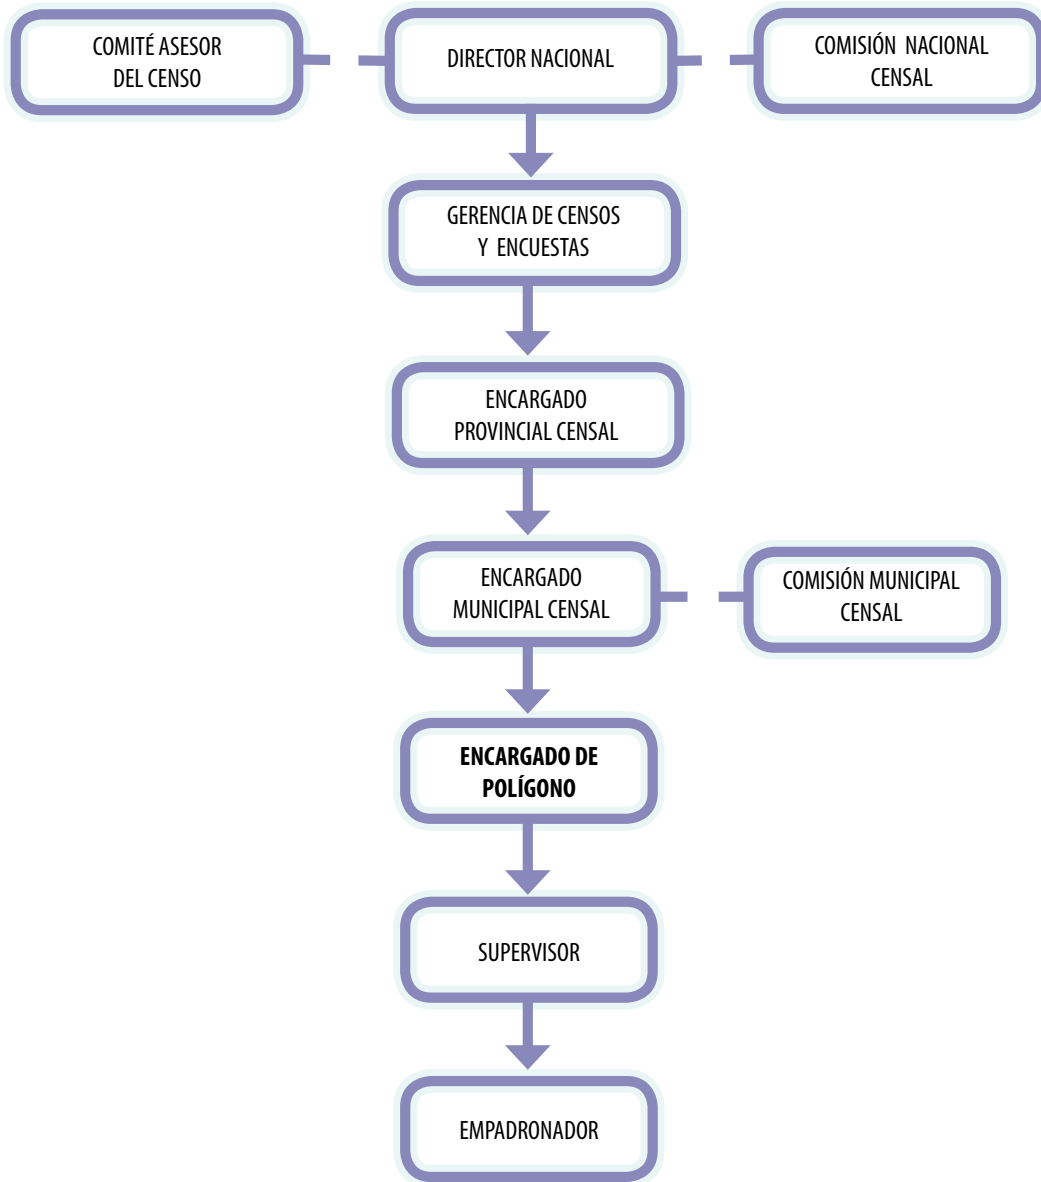 COMITÉ ASESOR
DEL CENSO
DIRECTOR NACIONAL
COMISIÓN NACIONAL
CENSAL
GERENCIA DE CENSOS
Y ENCUESTAS
ENCARGADO
PROVINCIAL CENSAL
ENCARGADO
MUNICIPAL CENSAL
COMISIÓN MUNICIPAL
CENSAL
ENCARGADO DE
POLÍGONO
SUPERVISOR
EMPADRONADOR